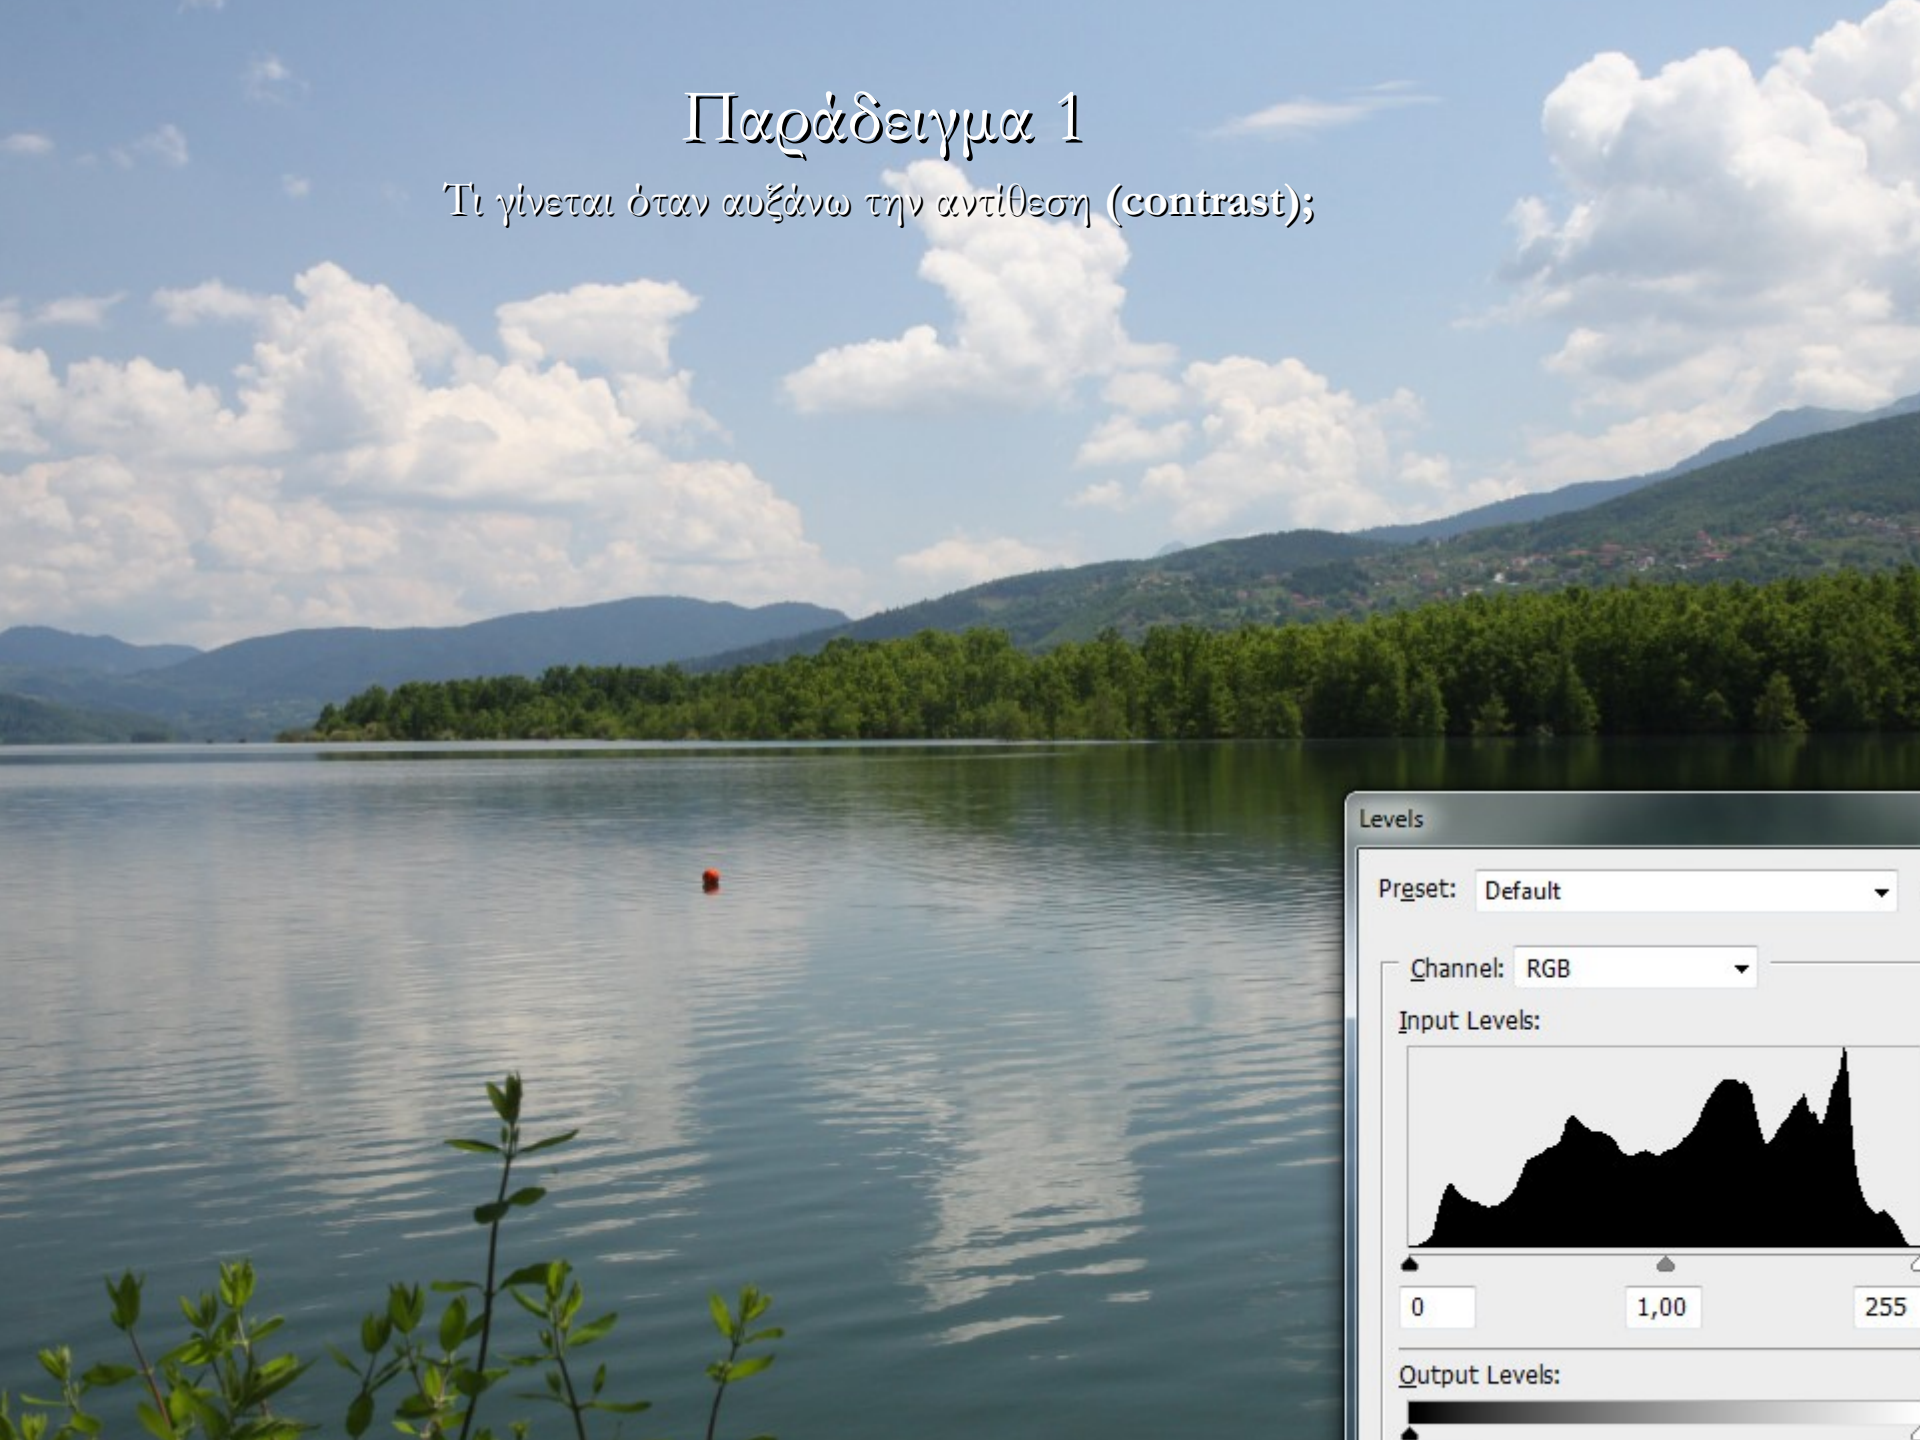 Παράδειγμα 1
Τι γίνεται όταν αυξάνω την αντίθεση (contrast);
Levels
Preset: Default
Channel: RGB
Input Levels:
0 1,00 255
Output Levels: